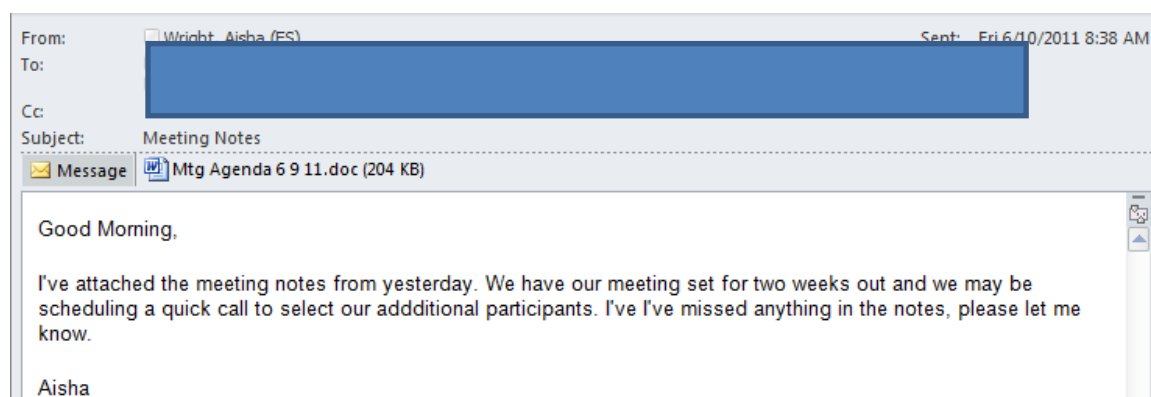 From: Wright, Aisha (ES) Sent: Fri 6/10/2011 8:38 AM
To:
Cc:
Subject: Meeting Notes
Message Mtg Agenda 6 9 11.doc (204 KB)
Good Morning,
I've attached the meeting notes from yesterday. We have our meeting set for two weeks out and we may be
scheduling a quick call to select our addditional participants. I've I've missed anything in the notes, please let me
know.
Aisha